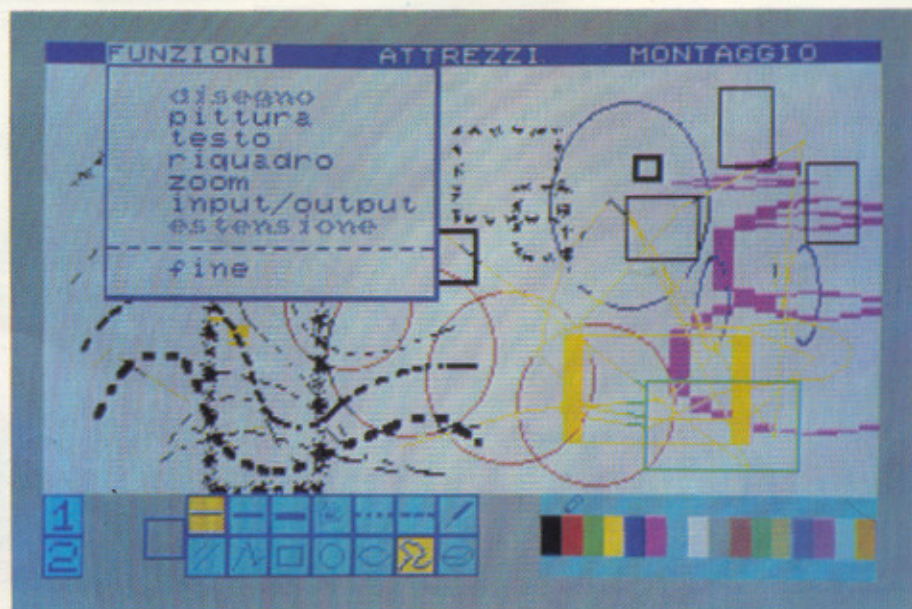 FUNZIONI ATTREZZI MONTAGGIO
disegno
pittura
testo
riquadro
zoom
input/output
estensione
fine
1
2